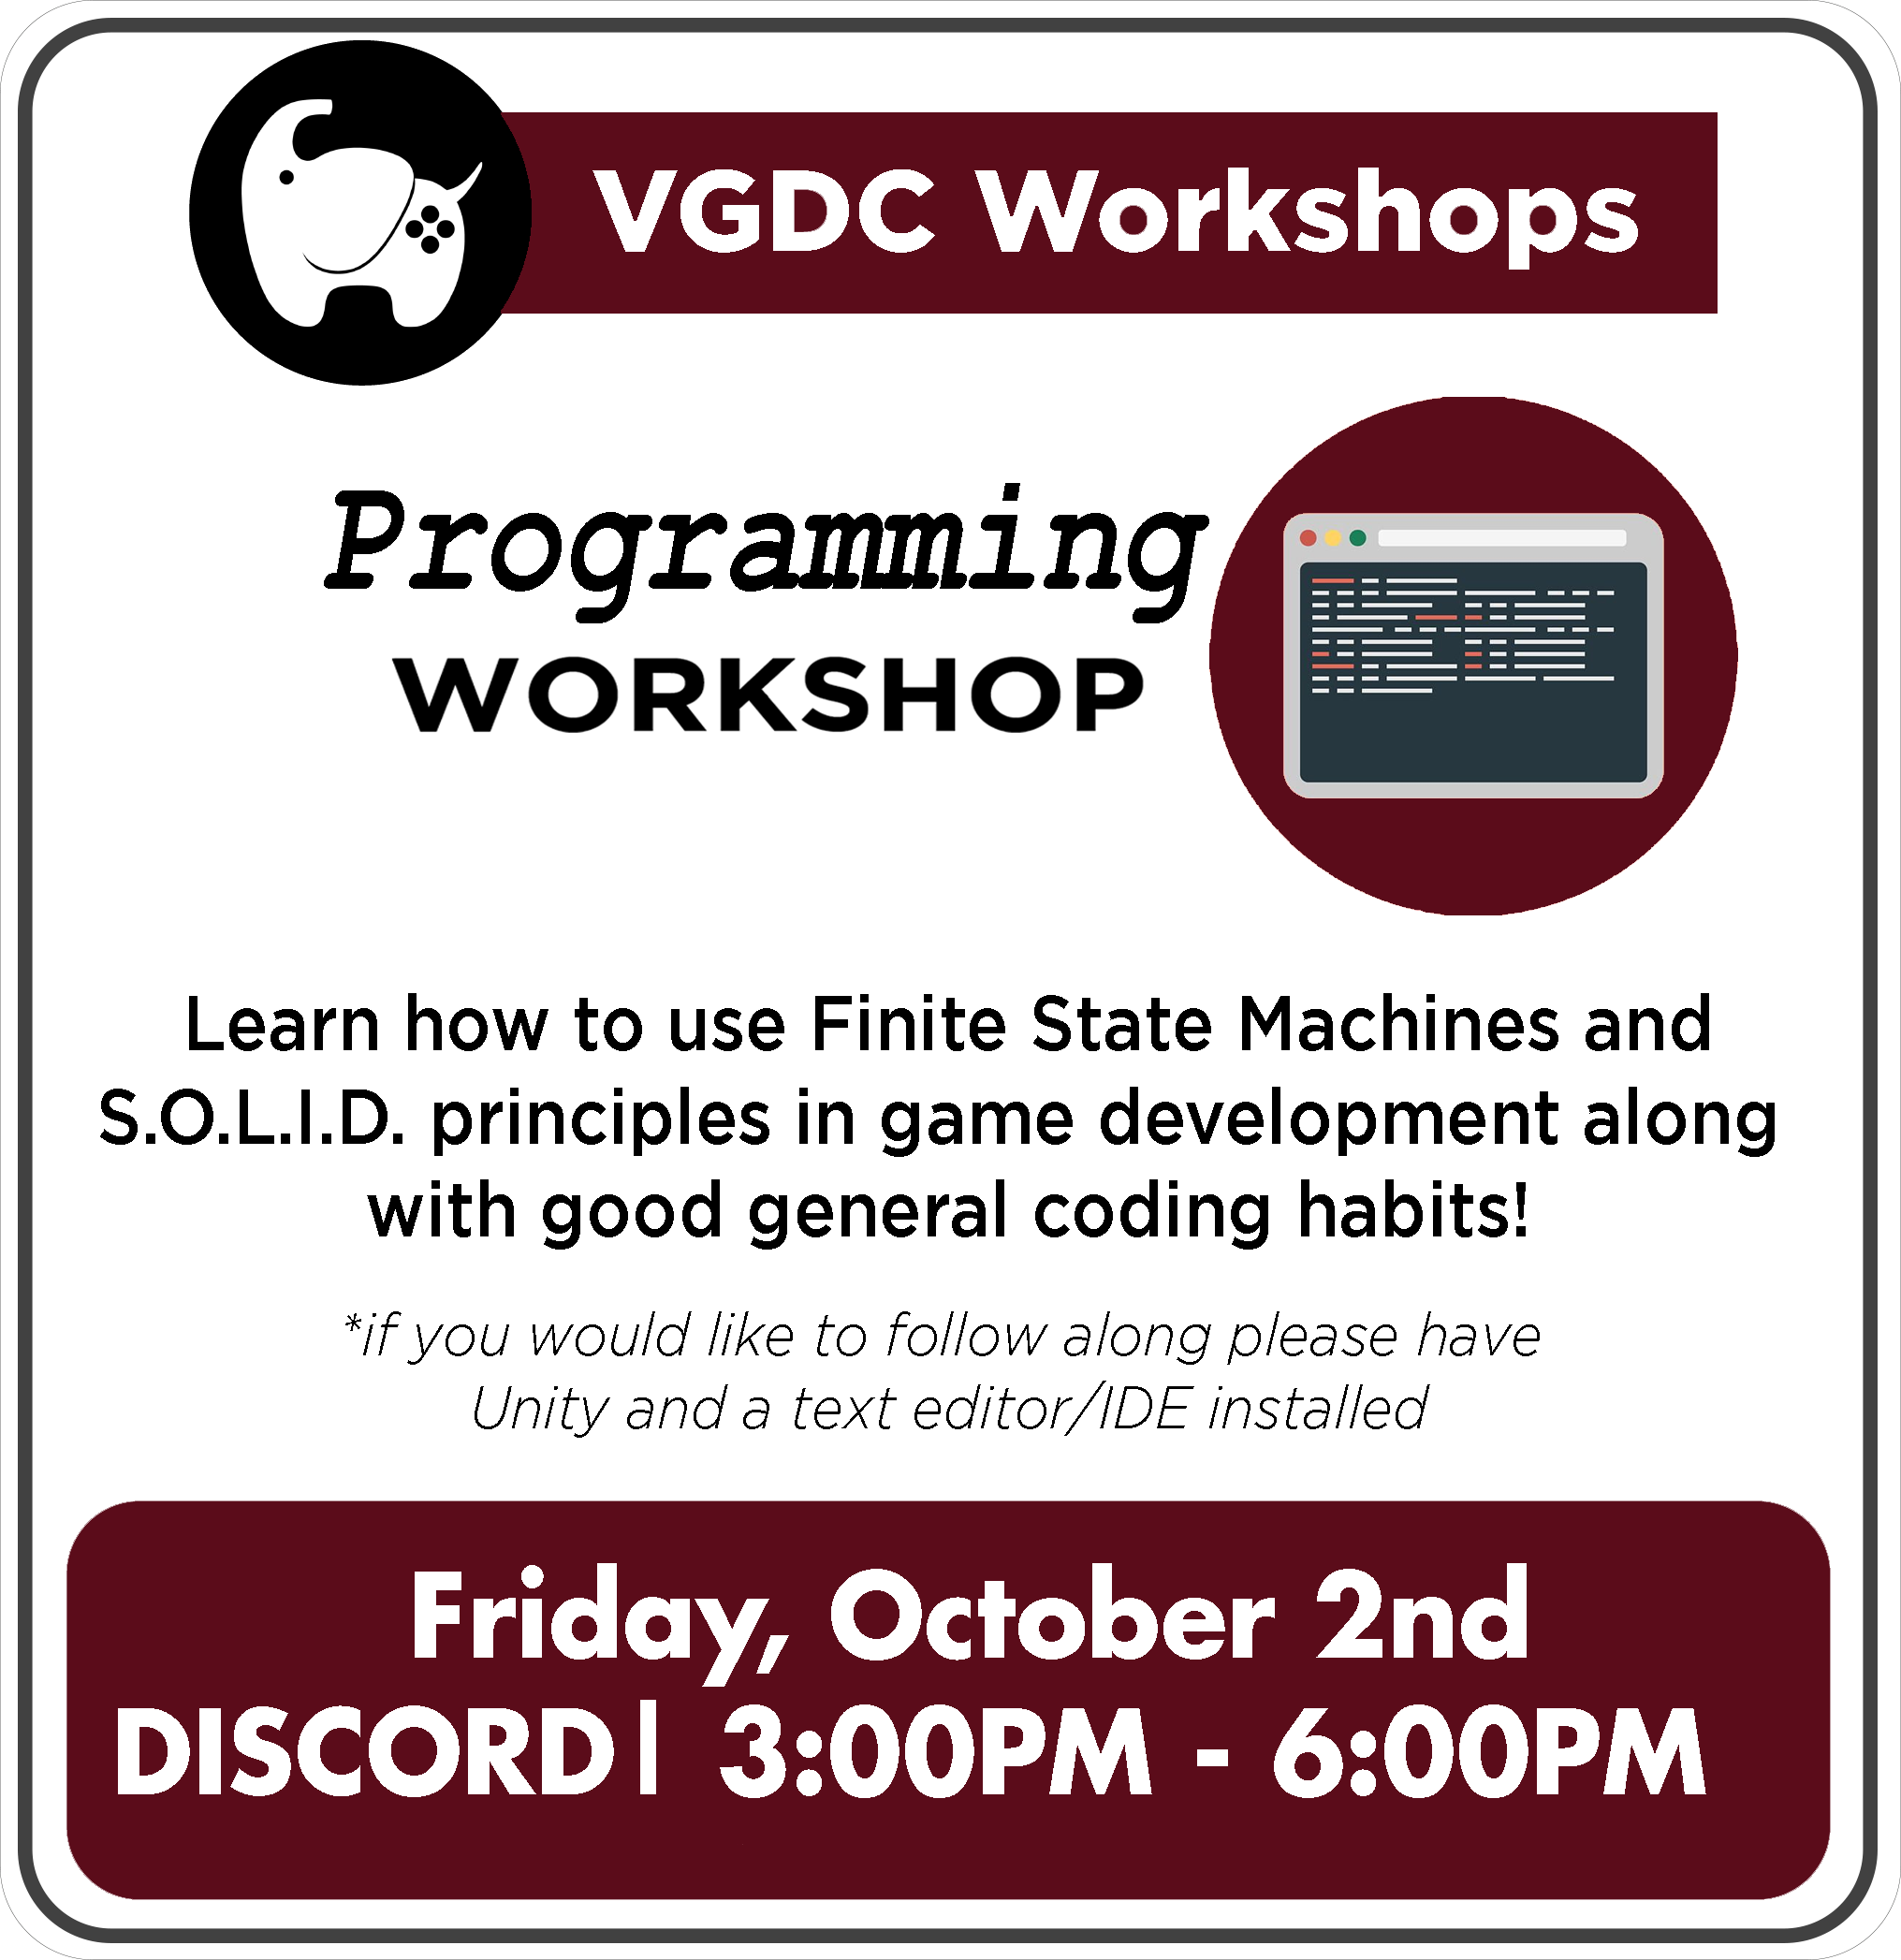 VGDC Workshops
Programming
WORKSHOP
Learn how to use Finite State Machines and
S.O.L.I.D. principles in game development along
with good general coding habits!
*if you would like to follow along please have
Unity and a text editor/IDE installed
Friday, October 2nd
DISCORD| 3:00PM - 6:00PM